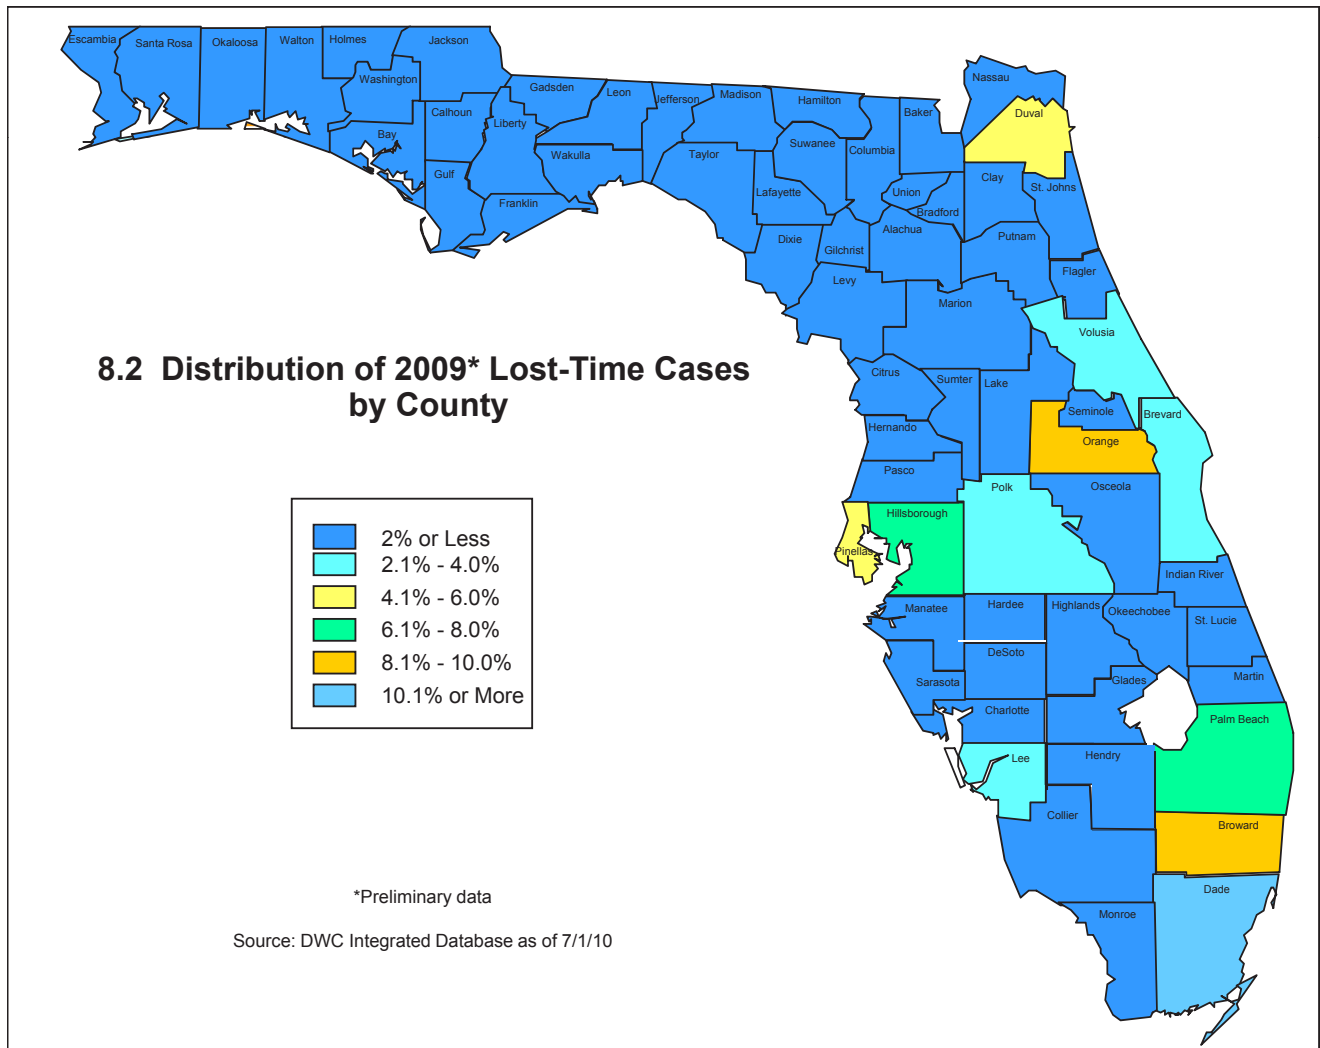 Escambia
Santa Rosa
Okaloosa
Walton
Holmes
Jackson
Washington
Gadsden
Leon
Jefferson
Madison
Hamilton
Baker
Nassau
Duval
Calhoun
Liberty
Bay
Wakulla
Taylor
Suwanee
Columbia
Gulf
Franklin
Lafayette
Union
Bradford
Clay
St. Johns
Dixie
Gilchrist
Alachua
Putnam
Levy
Flagler
Marion
Volusia
8.2 Distribution of 2009* Lost-Time Cases
by County
Citrus
Sumter
Lake
Seminole
Brevard
Hernando
Orange
Pasco
Polk
Osceola
Hillsborough
Pinellas
2% or Less
2.1% - 4.0%
4.1% - 6.0%
6.1% - 8.0%
8.1% - 10.0%
10.1% or More
Indian River
Manatee
Hardee
Highlands
Okeechobee
St. Lucie
DeSoto
Sarasota
Glades
Martin
Charlotte
Palm Beach
Lee
Hendry
Collier
Broward
Dade
Monroe
*Preliminary data
Source: DWC Integrated Database as of 7/1/10